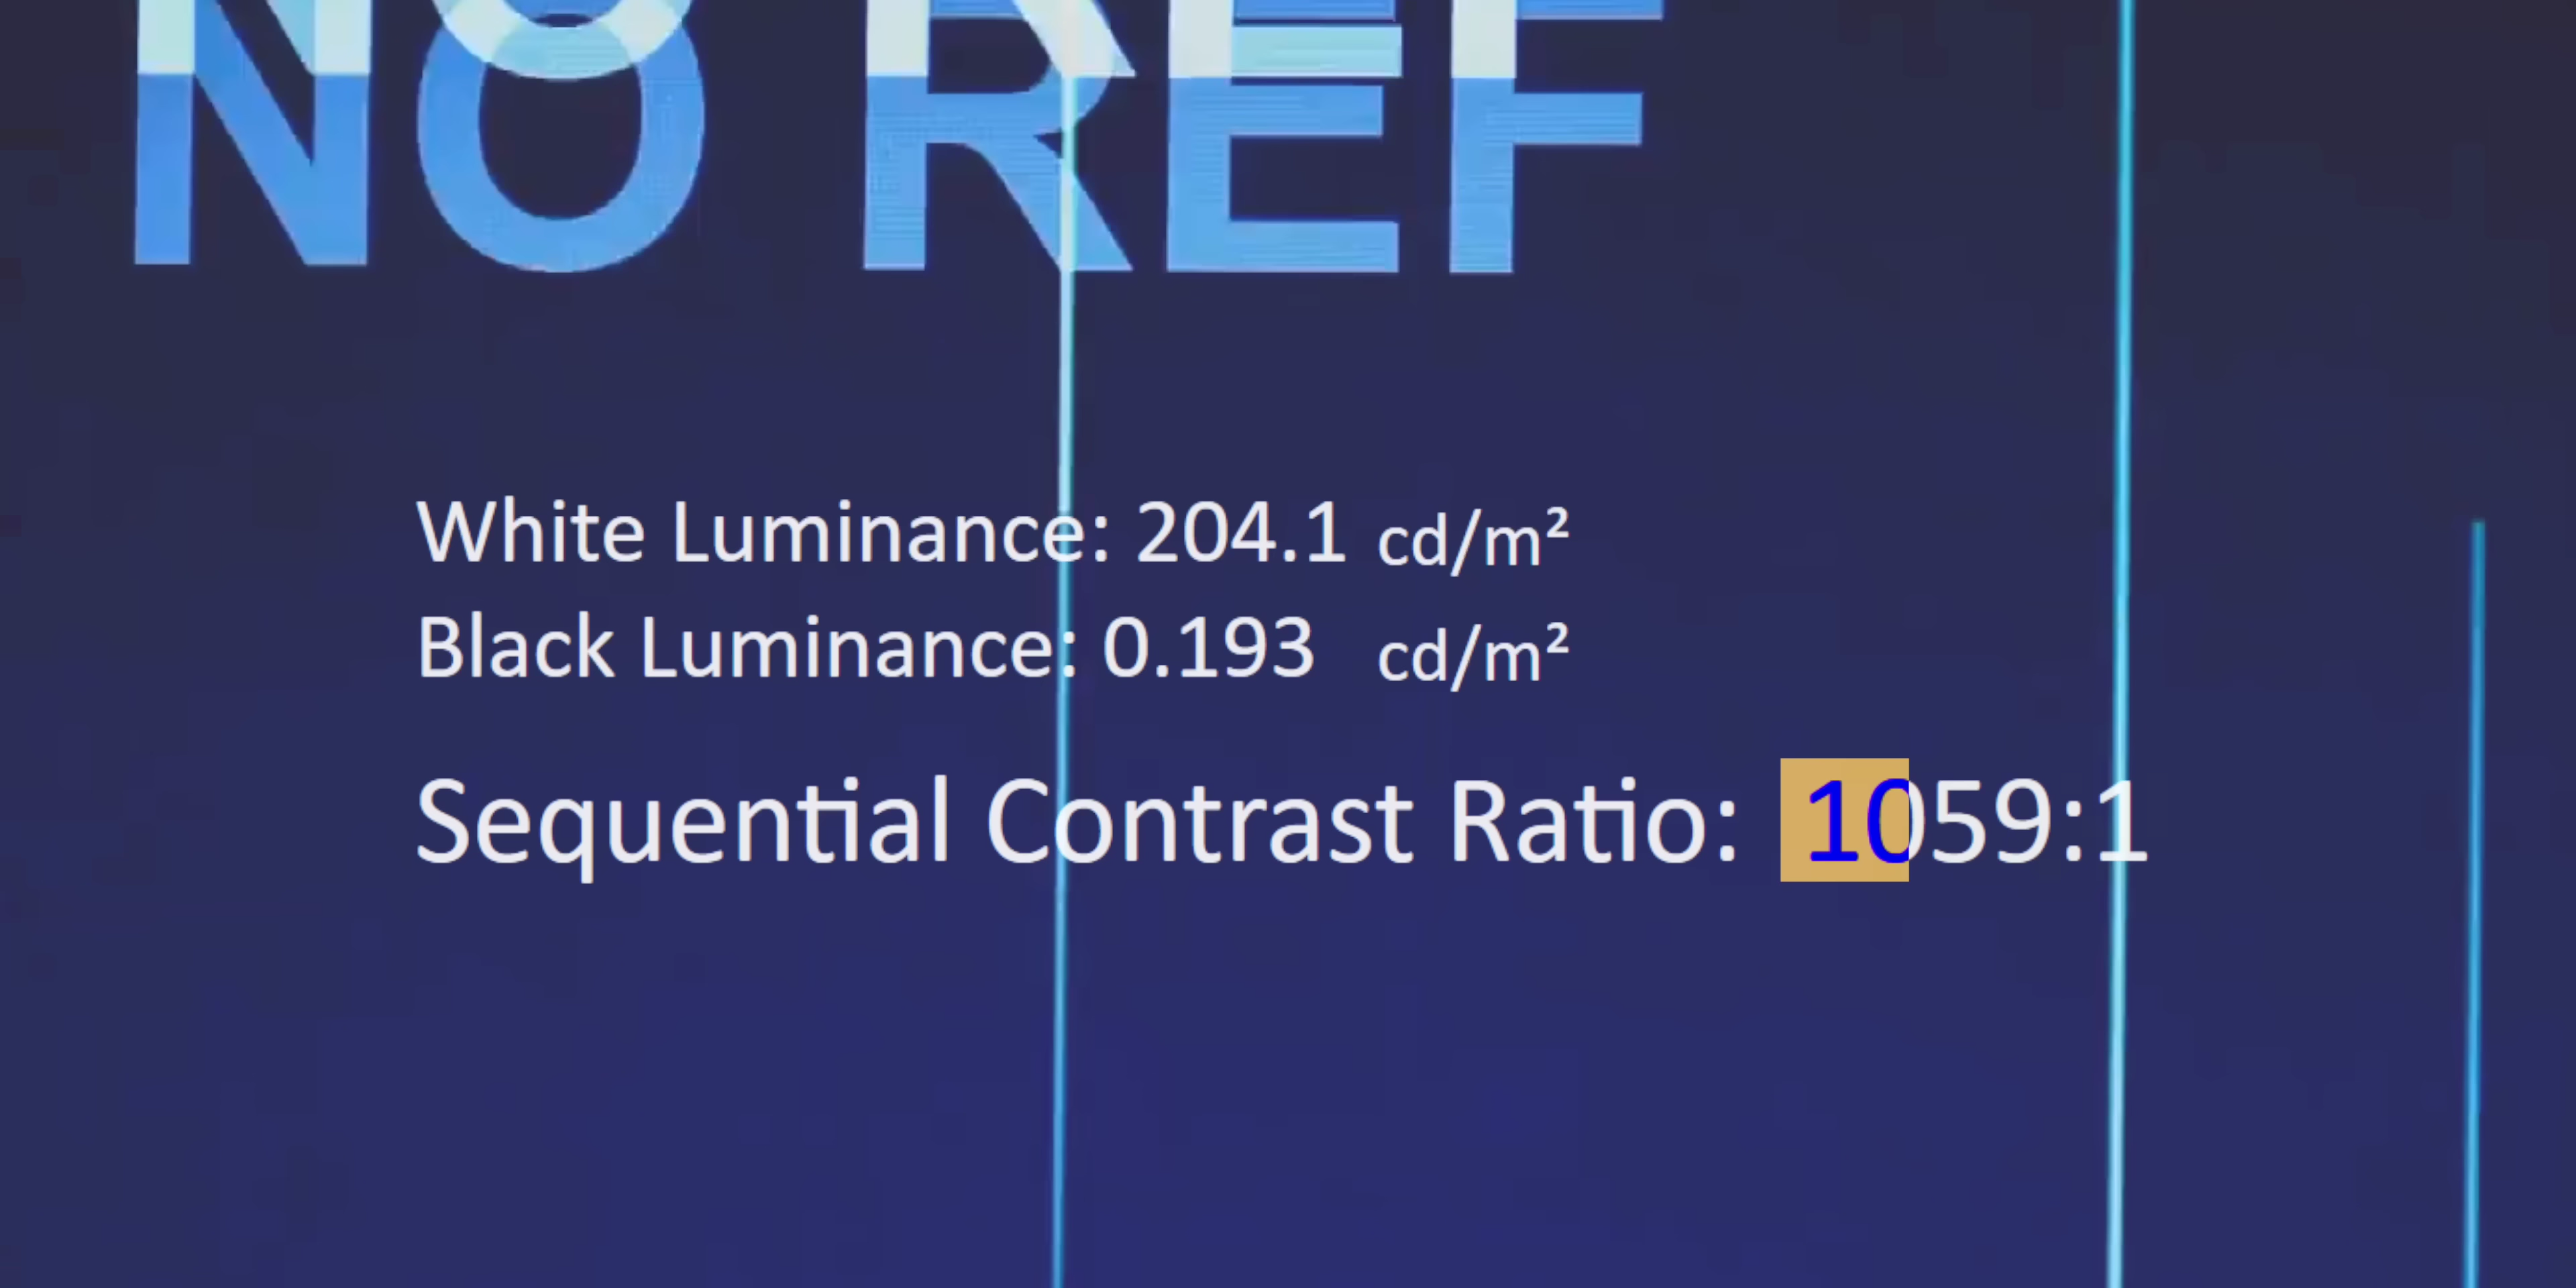 NO REF
White Luminance: 204.1 cd/m²
Black Luminance: 0.193 cd/m²
Sequential Contrast Ratio: 1059:1